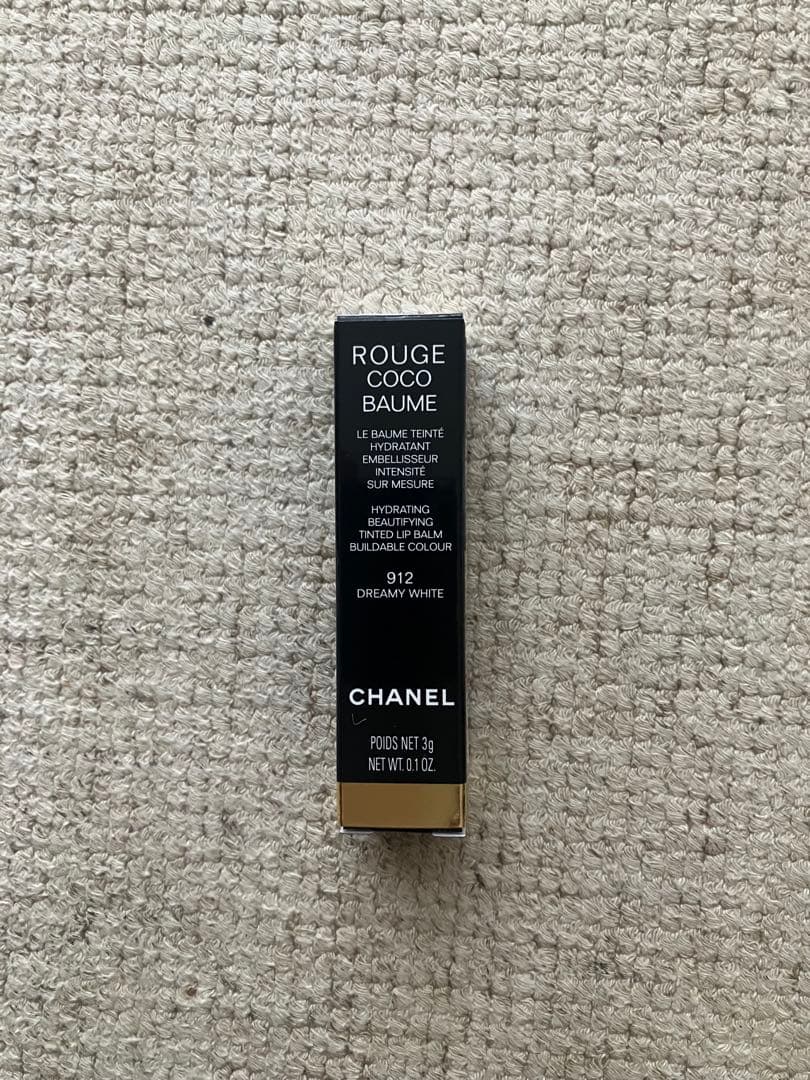 ROUGE
COCO
BAUME
LE BAUME TEINTÉ
HYDRATANT
EMBELLISSEUR
INTENSITÉ
SUR MESURE
HYDRATING
BEAUTIFYING
TINTED LIP BALM
BUILDABLE COLOUR
912
DREAMY WHITE
CHANEL
POIDS NET 3g
NET WT. 0.1 OZ.